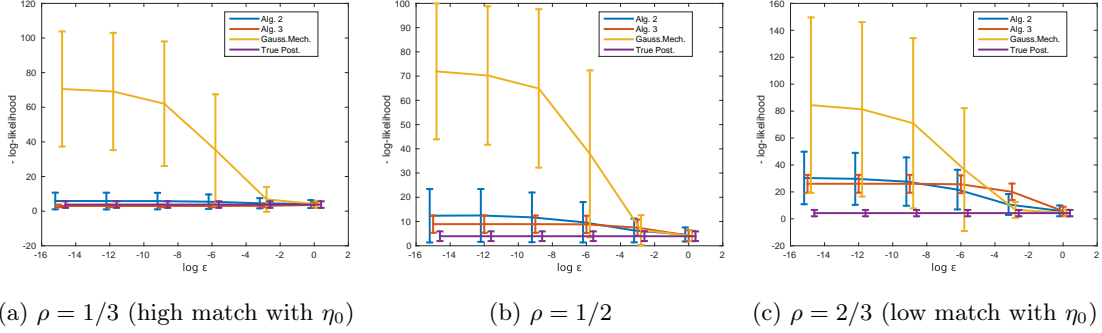 120
100
80
60
40
20
0
-20
-16 -14 -12 -10 -8 -6 -4 -2 0 2
log ε
- log-likelihood
Alg. 2
Alg. 3
Gauss.Mech.
True Post.
100
90
80
70
60
50
40
30
20
10
0
-16 -14 -12 -10 -8 -6 -4 -2 0 2
log ε
- log-likelihood
Alg. 2
Alg. 3
Gauss.Mech.
True Post.
160
140
120
100
80
60
40
20
0
-20
-16 -14 -12 -10 -8 -6 -4 -2 0 2
log ε
- log-likelihood
Alg. 2
Alg. 3
Gauss.Mech.
True Post.
a) ρ = 1/3 (high match with η₀)
(b) ρ = 1/2
(c) ρ = 2/3 (low match with η₀)